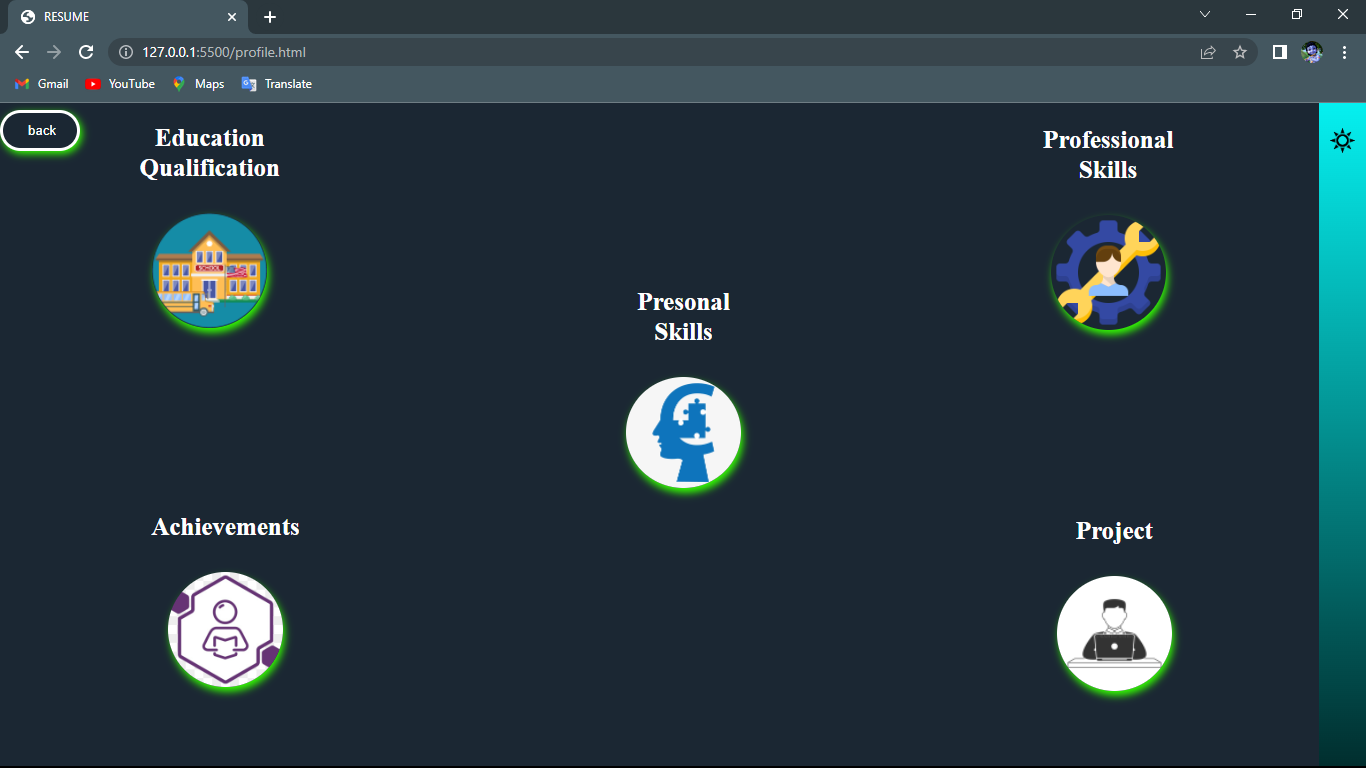 RESUME
127.0.0.1:5500/profile.html
Gmail
YouTube
Maps
Translate
back
Education
Qualification
Professional
Skills
SCHOOL
Presonal
Skills
Achievements
Project